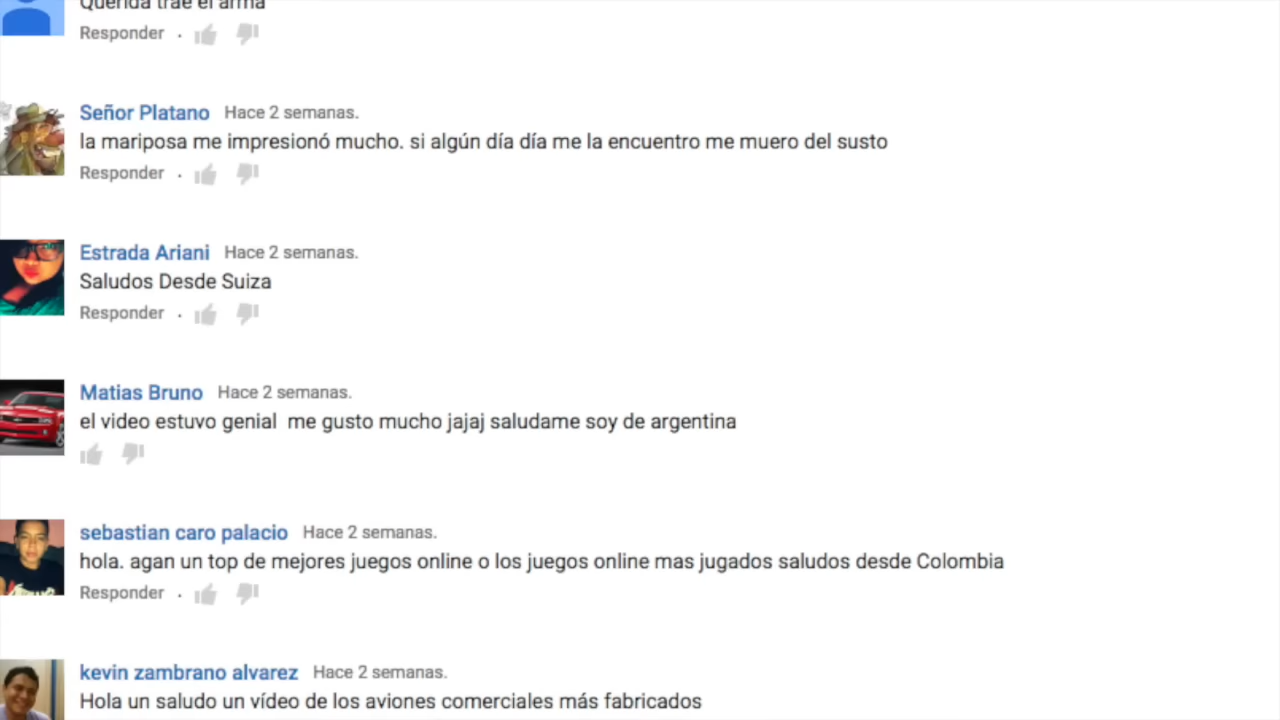 Querida trae el arma
Responder .
Señor Platano Hace 2 semanas.
la mariposa me impresionó mucho. si algún día día me la encuentro me muero del susto
Responder .
Estrada Ariani Hace 2 semanas.
Saludos Desde Suiza
Responder .
Matias Bruno Hace 2 semanas.
el video estuvo genial  me gusto mucho jajaj saludame soy de argentina
sebastian caro palacio Hace 2 semanas.
hola. agan un top de mejores juegos online o los juegos online mas jugados saludos desde Colombia
Responder .
kevin zambrano alvarez Hace 2 semanas.
Hola un saludo un vídeo de los aviones comerciales más fabricados